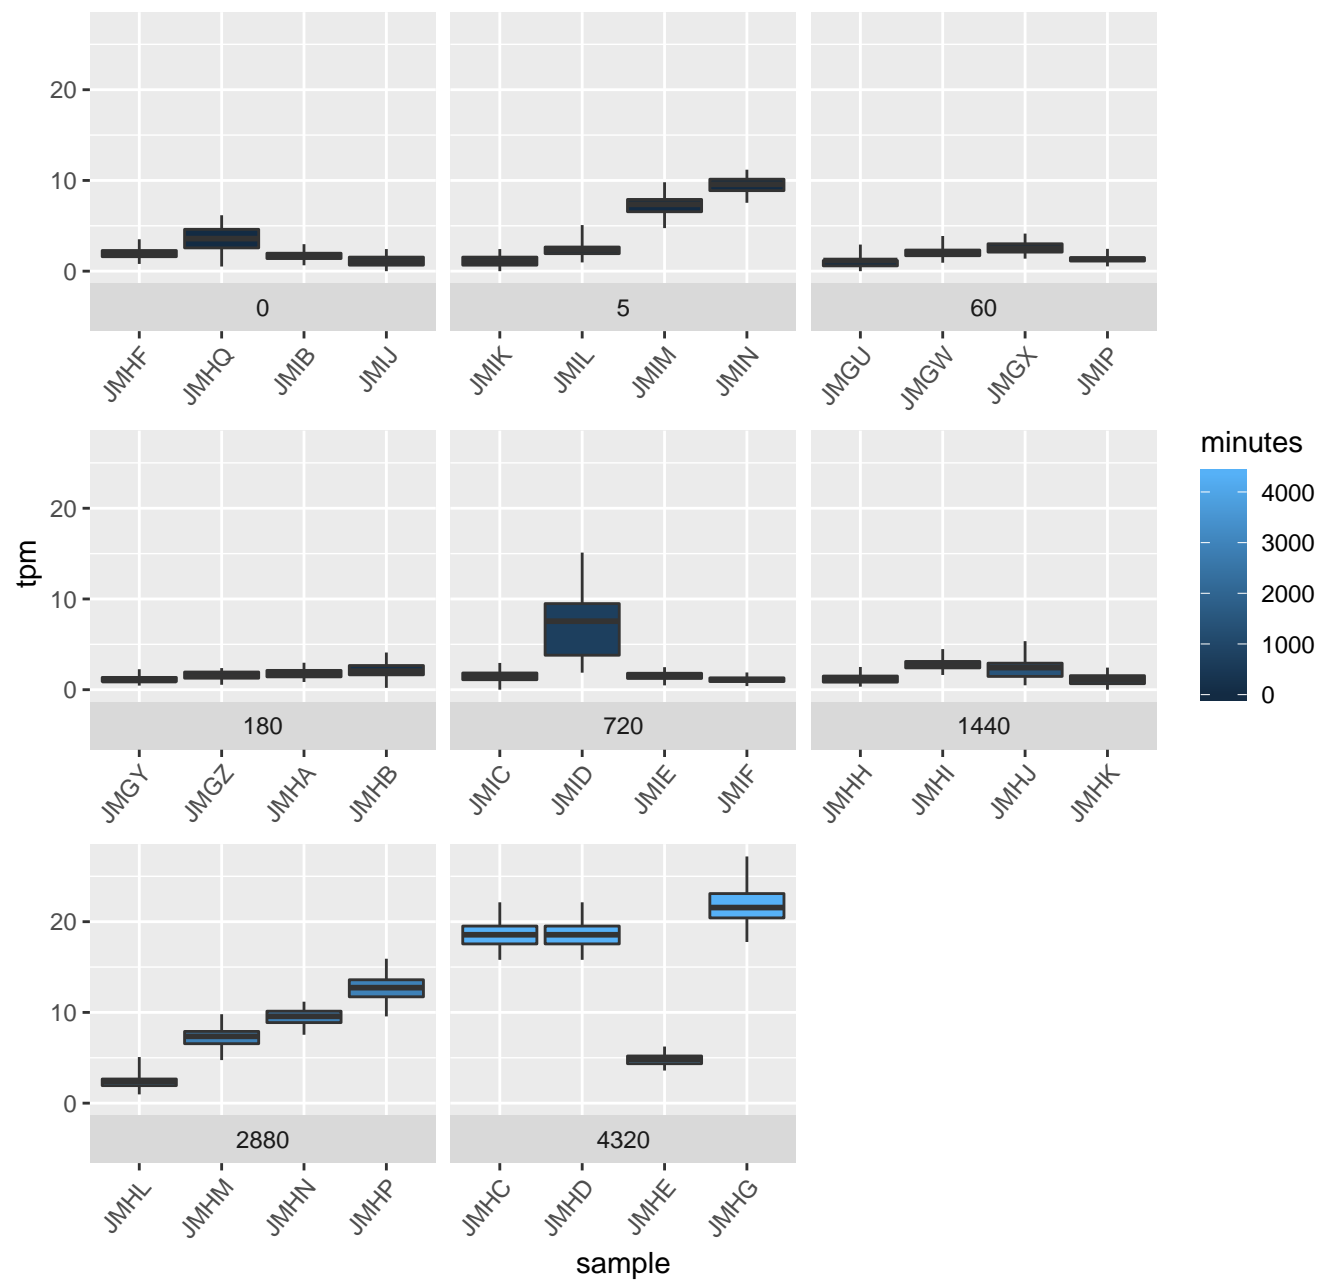 20
10
0
0
5
60
JMHF
JMHQ
JMIB
JMIJ
JMIK
JMIL
JMIM
JMIN
JMGU
JMGW
JMGX
JMIP
tpm
20
10
0
180
720
1440
JMGY
JMGZ
JMHA
JMHB
JMIC
JMID
JMIE
JMIF
JMHH
JMHI
JMHJ
JMHK
minutes
4000
3000
2000
1000
0
20
10
0
2880
4320
JMHL
JMHM
JMHN
JMHP
JMHC
JMHD
JMHE
JMHG
sample